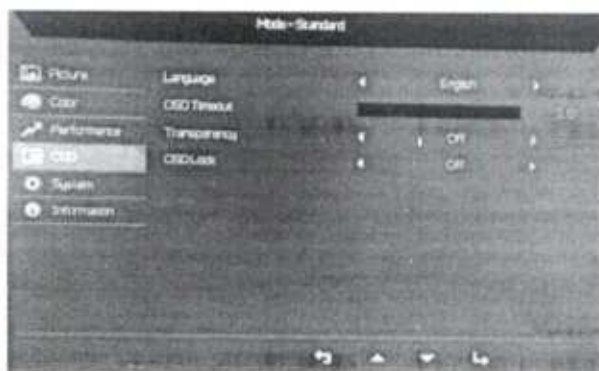 Mode - Standard
Picture
Color
Performance
OSD
System
Information
Language
English
OSD Timeout
Transparency
Off
OSD Lock
Off